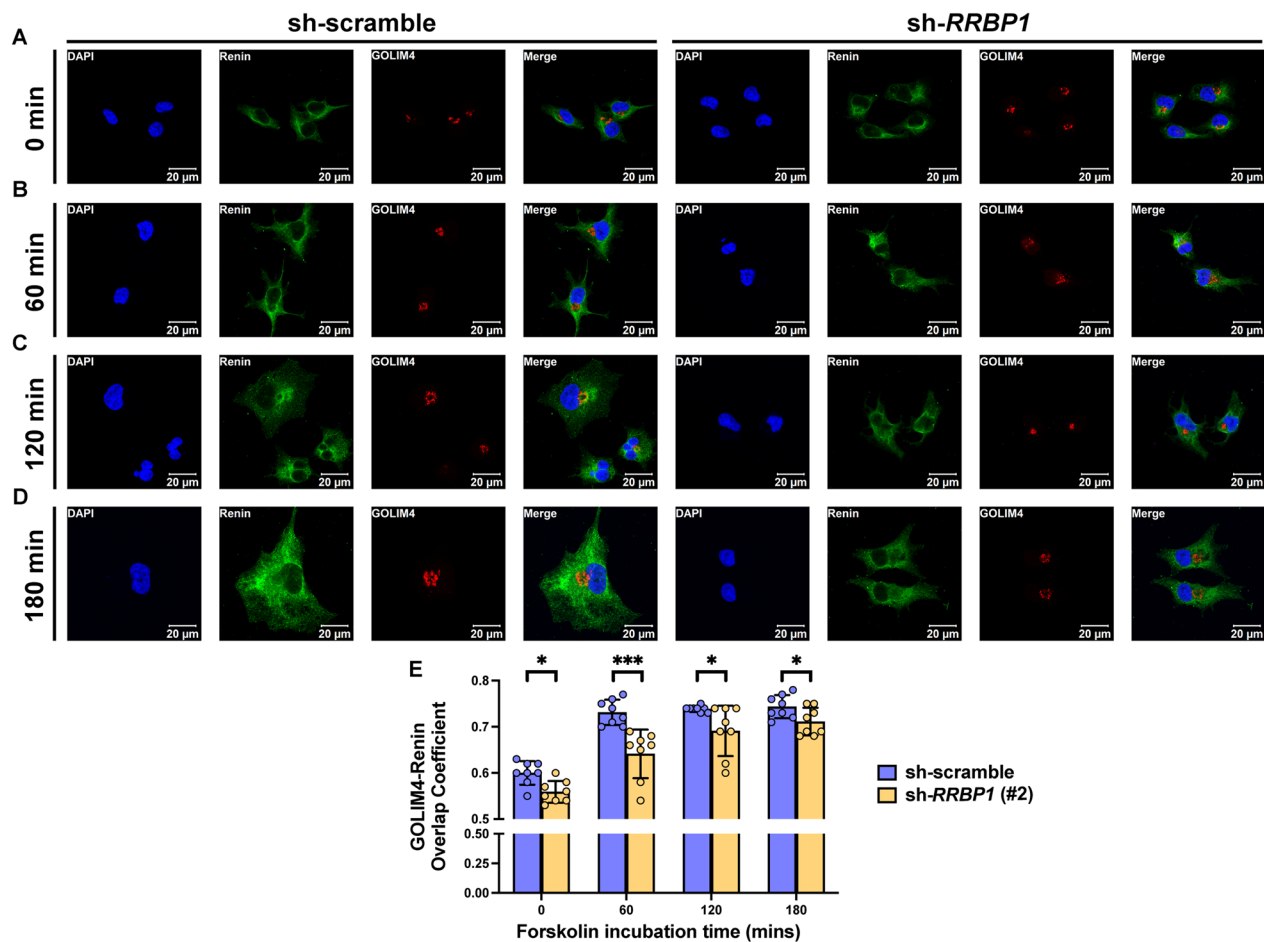 sh-scramble sh-RRBP1
A
0 min
DAPI Renin GOLIM4 Merge DAPI Renin GOLIM4 Merge
20 µm 20 µm 20 µm 20 µm 20 µm 20 µm 20 µm 20 µm
B
60 min
DAPI Renin GOLIM4 Merge DAPI Renin GOLIM4 Merge
20 µm 20 µm 20 µm 20 µm 20 µm 20 µm 20 µm 20 µm
C
120 min
DAPI Renin GOLIM4 Merge DAPI Renin GOLIM4 Merge
20 µm 20 µm 20 µm 20 µm 20 µm 20 µm 20 µm 20 µm
D
180 min
DAPI Renin GOLIM4 Merge DAPI Renin GOLIM4 Merge
20 µm 20 µm 20 µm 20 µm 20 µm 20 µm 20 µm 20 µm
E
* *** * *
GOLIM4-Renin
Overlap Coefficient
0.8
0.7
0.6
0.5
0.50
0.25
0.00
0 60 120 180
Forskolin incubation time (mins)
sh-scramble
sh-RRBP1 (#2)